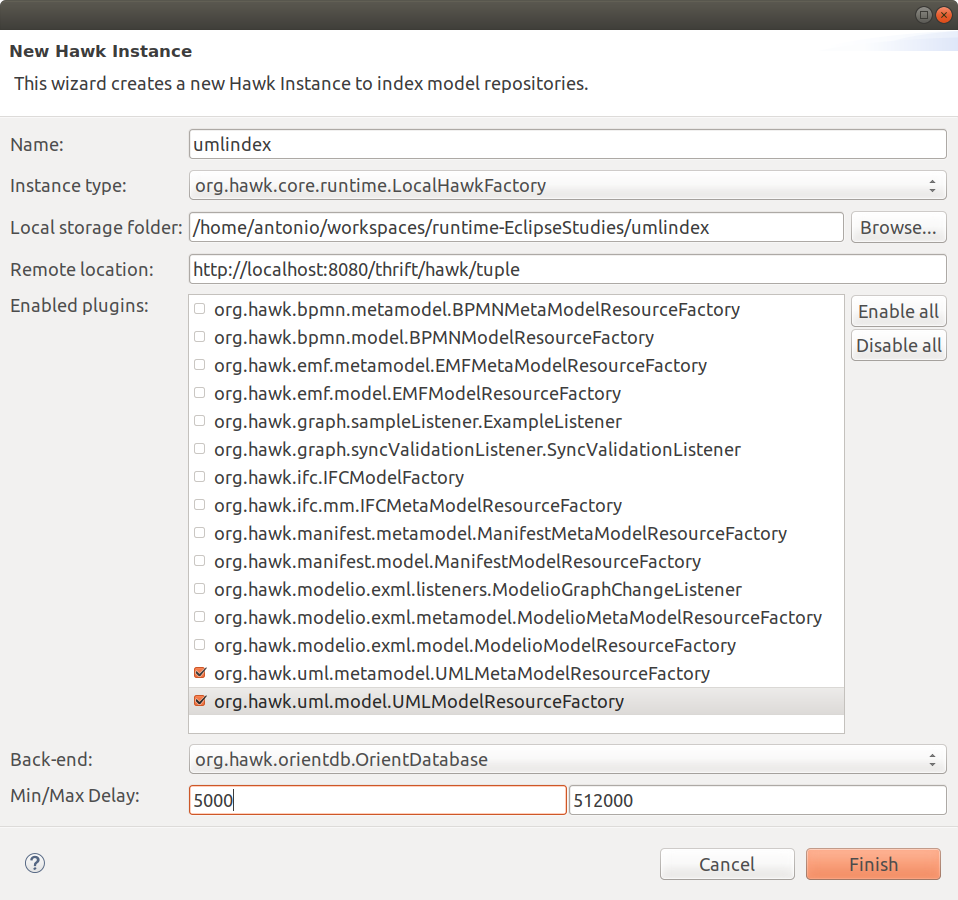 New Hawk Instance
This wizard creates a new Hawk Instance to index model repositories.
Name: umlindex
Instance type: org.hawk.core.runtime.LocalHawkFactory
Local storage folder: /home/antonio/workspaces/runtime-EclipseStudies/umlindex Browse...
Remote location: http://localhost:8080/thrift/hawk/tuple
Enabled plugins: org.hawk.bpmn.metamodel.BPMNMetaModelResourceFactory Enable all
org.hawk.bpmn.model.BPMNModelResourceFactory Disable all
org.hawk.emf.metamodel.EMFMetaModelResourceFactory
org.hawk.emf.model.EMFModelResourceFactory
org.hawk.graph.sampleListener.ExampleListener
org.hawk.graph.syncValidationListener.SyncValidationListener
org.hawk.ifc.IFCModelFactory
org.hawk.ifc.mm.IFCMetaModelResourceFactory
org.hawk.manifest.metamodel.ManifestMetaModelResourceFactory
org.hawk.manifest.model.ManifestModelResourceFactory
org.hawk.modelio.exml.listeners.ModelioGraphChangeListener
org.hawk.modelio.exml.metamodel.ModelioMetaModelResourceFactory
org.hawk.modelio.exml.model.ModelioModelResourceFactory
org.hawk.uml.metamodel.UMLMetaModelResourceFactory
org.hawk.uml.model.UMLModelResourceFactory
Back-end: org.hawk.orientdb.OrientDatabase
Min/Max Delay: 5000 512000
? Cancel Finish